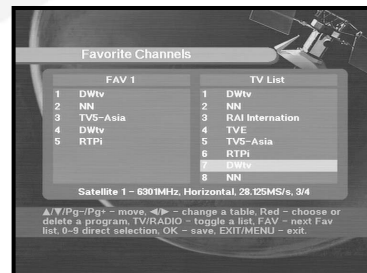 Favorite Channels
FAV 1
1 DWtv
2 NN
3 TV5-Asia
4 DWtv
5 RTPi
TV List
1 DWtv
2 NN
3 RAI Internation
4 TVE
5 TV5-Asia
6 RTPi
7 DWtv
8 NN
Satellite 1 - 6301MHz, Horizontal, 28.125MS/s, 3/4
▲/▼/Pg-/Pg+ - move, ◄/► - change a table, Red - choose or
delete a program, TV/RADIO - toggle a list, FAV - next Fav
list, 0-9 direct selection, OK - save, EXIT/MENU - exit.